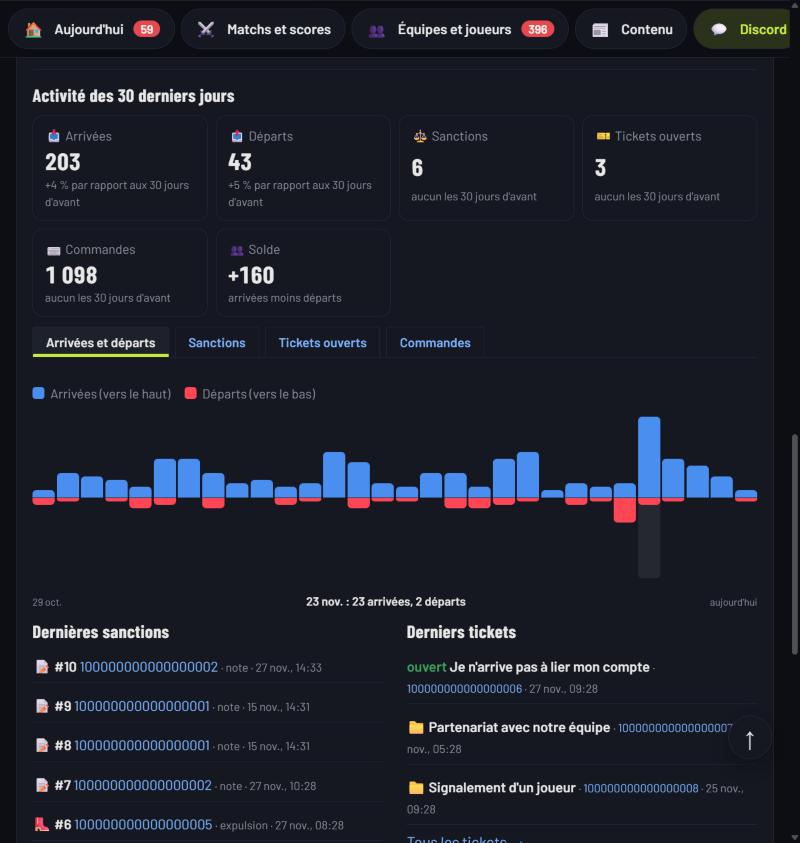 Aujourd'hui 59
Matchs et scores
Équipes et joueurs 396
Contenu
Discord
Activité des 30 derniers jours
Arrivées
203
+4 % par rapport aux 30 jours
d'avant
Départs
43
+5 % par rapport aux 30 jours
d'avant
Sanctions
6
aucun les 30 jours d'avant
Tickets ouverts
3
aucun les 30 jours d'avant
Commandes
1 098
aucun les 30 jours d'avant
Solde
+160
arrivées moins départs
Arrivées et départs
Sanctions
Tickets ouverts
Commandes
Arrivées (vers le haut)
Départs (vers le bas)
29 oct.
23 nov. : 23 arrivées, 2 départs
aujourd'hui
Dernières sanctions
#10 100000000000000002 · note · 27 nov., 14:33
#9 100000000000000001 · note · 15 nov., 14:31
#8 100000000000000001 · note · 15 nov., 14:31
#7 100000000000000002 · note · 27 nov., 10:28
#6 100000000000000005 · expulsion · 27 nov., 08:28
Derniers tickets
ouvert Je n'arrive pas à lier mon compte ·
100000000000000006 · 27 nov., 09:28
Partenariat avec notre équipe · 100000000000000007
nov., 05:28
Signalement d'un joueur · 100000000000000008 · 25 nov.,
09:28
Tous les tickets →